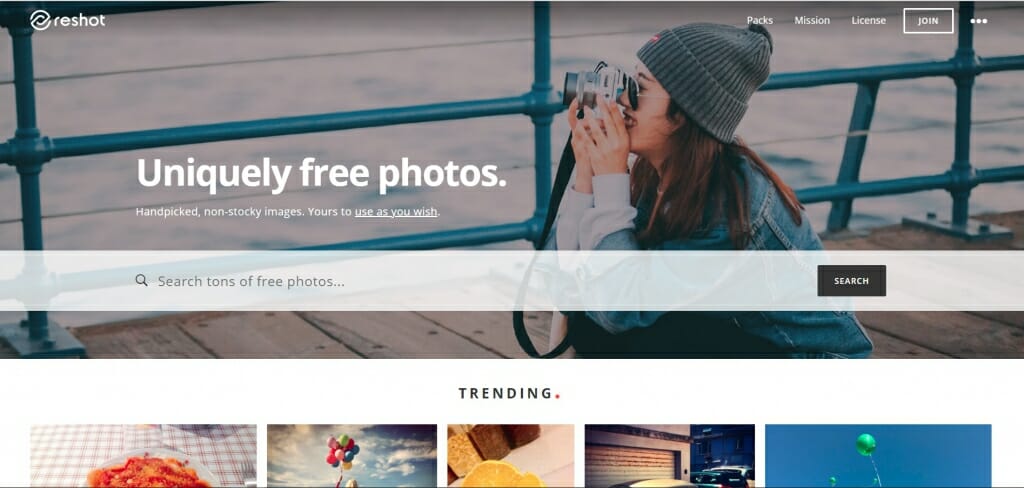 reshot
Packs Mission License JOIN
Uniquely free photos.
Handpicked, non-stocky images. Yours to use as you wish.
Search tons of free photos...
SEARCH
TRENDING.